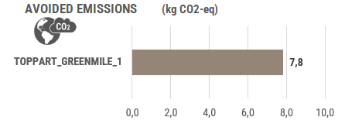 AVOIDED EMISSIONS (kg CO2-eq)
CO₂
TOPPART_GREENMILE_1 7,8
0,0 2,0 4,0 6,0 8,0 10,0